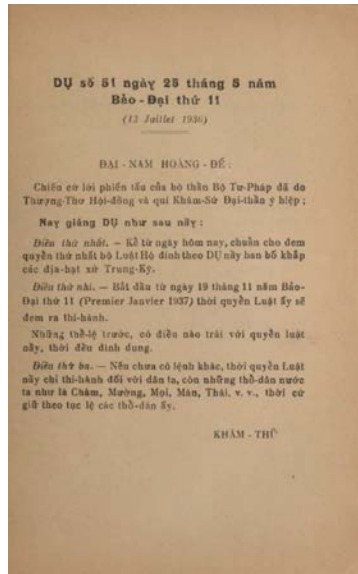 DỤ số 51 ngày 25 tháng 5 năm
Bảo - Đại thứ 11
(13 Juillet 1936)
ĐẠI - NAM HOÀNG - ĐẾ :
Chiếu cứ lời phiến tấu của bộ thần Bộ Tư-Pháp đã do
Thượng-Thơ Hội-đồng và quí Khâm-Sứ Đại-thần ý hiệp ;
Nay giáng DỤ như sau nầy :
Điều thứ nhất. — Kể từ ngày hôm nay, chuẩn cho đem
quyển thứ nhất bộ Luật Hộ đính theo DỤ nầy ban bố khắp
các địa-hạt xứ Trung-Kỳ.
Điều thứ nhì. — Bắt đầu từ ngày 19 tháng 11 năm Bảo-
Đại thứ 11 (Premier Janvier 1937) thời quyển Luật ấy sẽ
đem ra thi-hành.
Những thể-lệ trước, có điều nào trái với quyển luật
nầy, thời đều đình dung.
Điều thứ ba. — Nếu chưa có lệnh khác, thời quyển Luật
nầy chỉ thi-hành đối với dân ta, còn những thổ-dân nước
ta như là Chàm, Mường, Mọi, Mán, Thái, v. v., thời cứ
giữ theo tục lệ các thổ-dân ấy.
KHÂM - THỬ